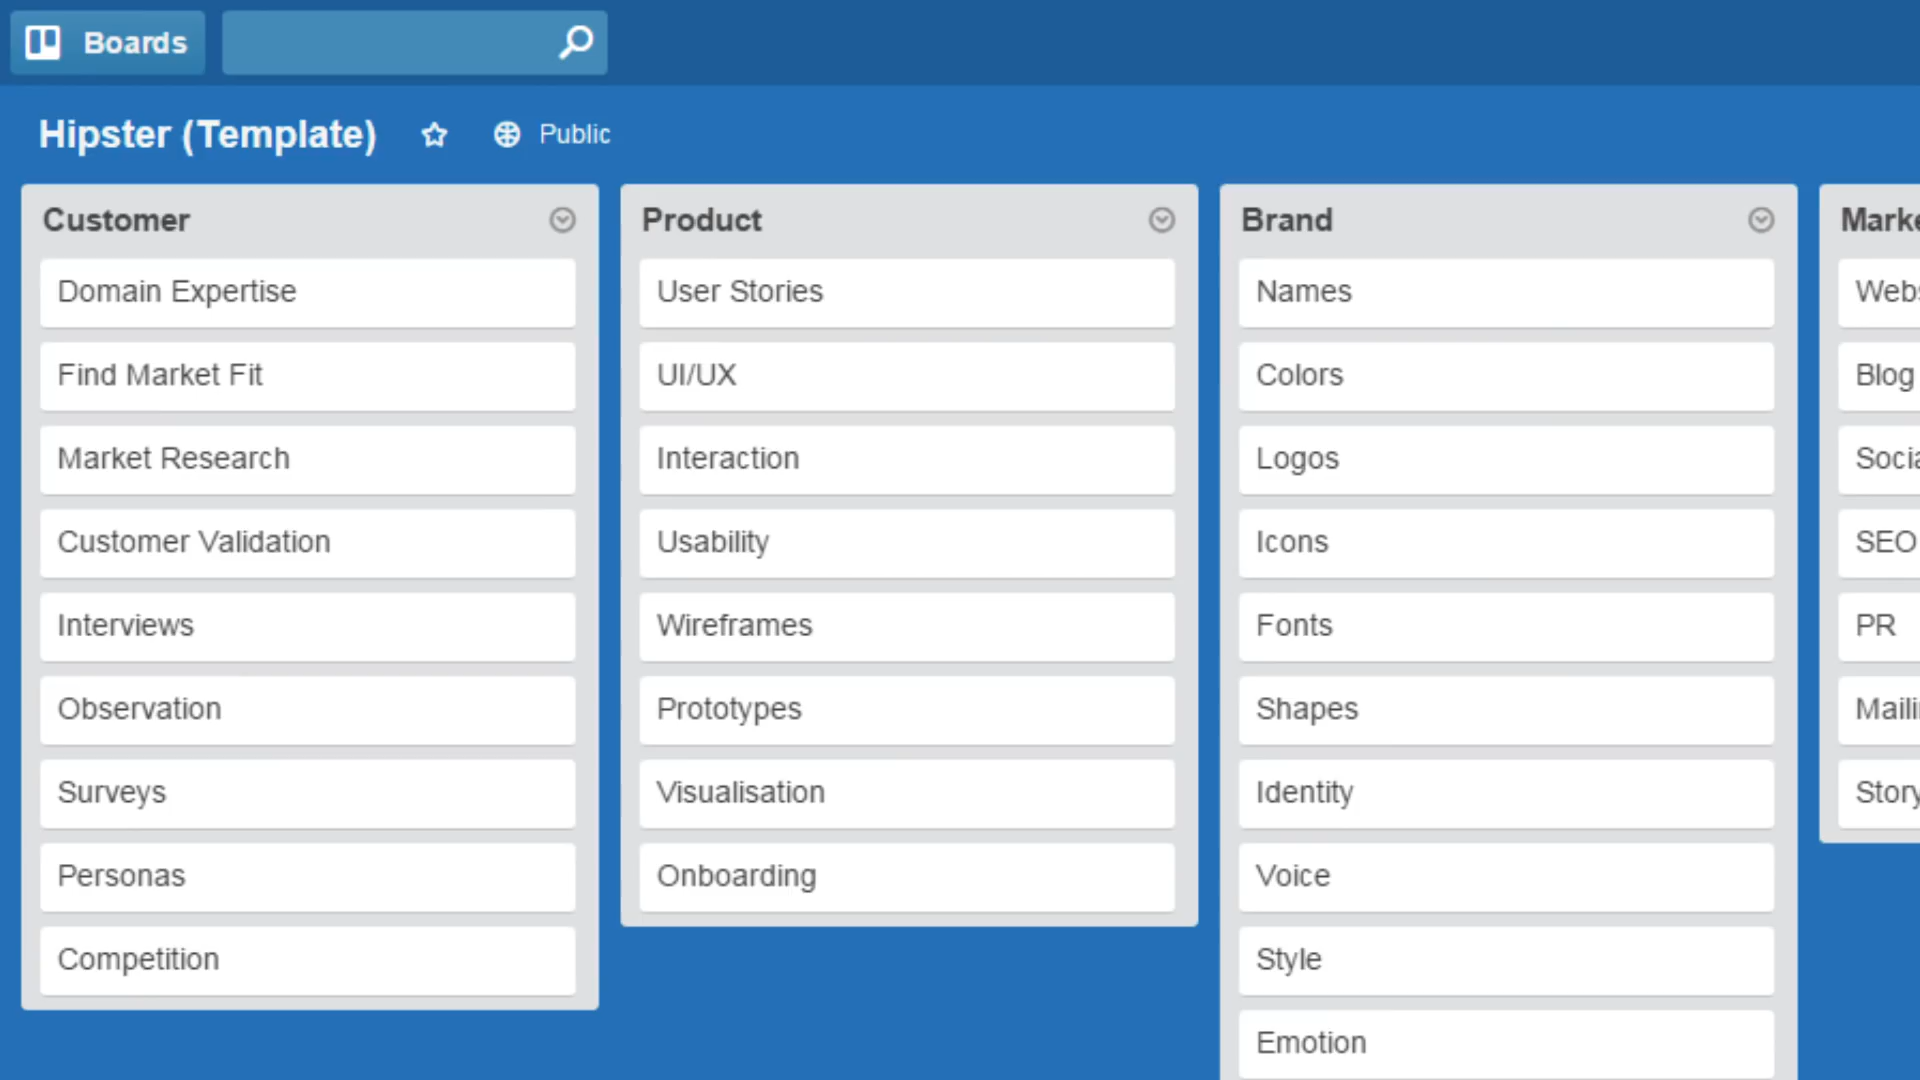 Boards
Hipster (Template)
Public
Customer
Domain Expertise
Find Market Fit
Market Research
Customer Validation
Interviews
Observation
Surveys
Personas
Competition
Product
User Stories
UI/UX
Interaction
Usability
Wireframes
Prototypes
Visualisation
Onboarding
Brand
Names
Colors
Logos
Icons
Fonts
Shapes
Identity
Voice
Style
Emotion
Blog
SEO
PR